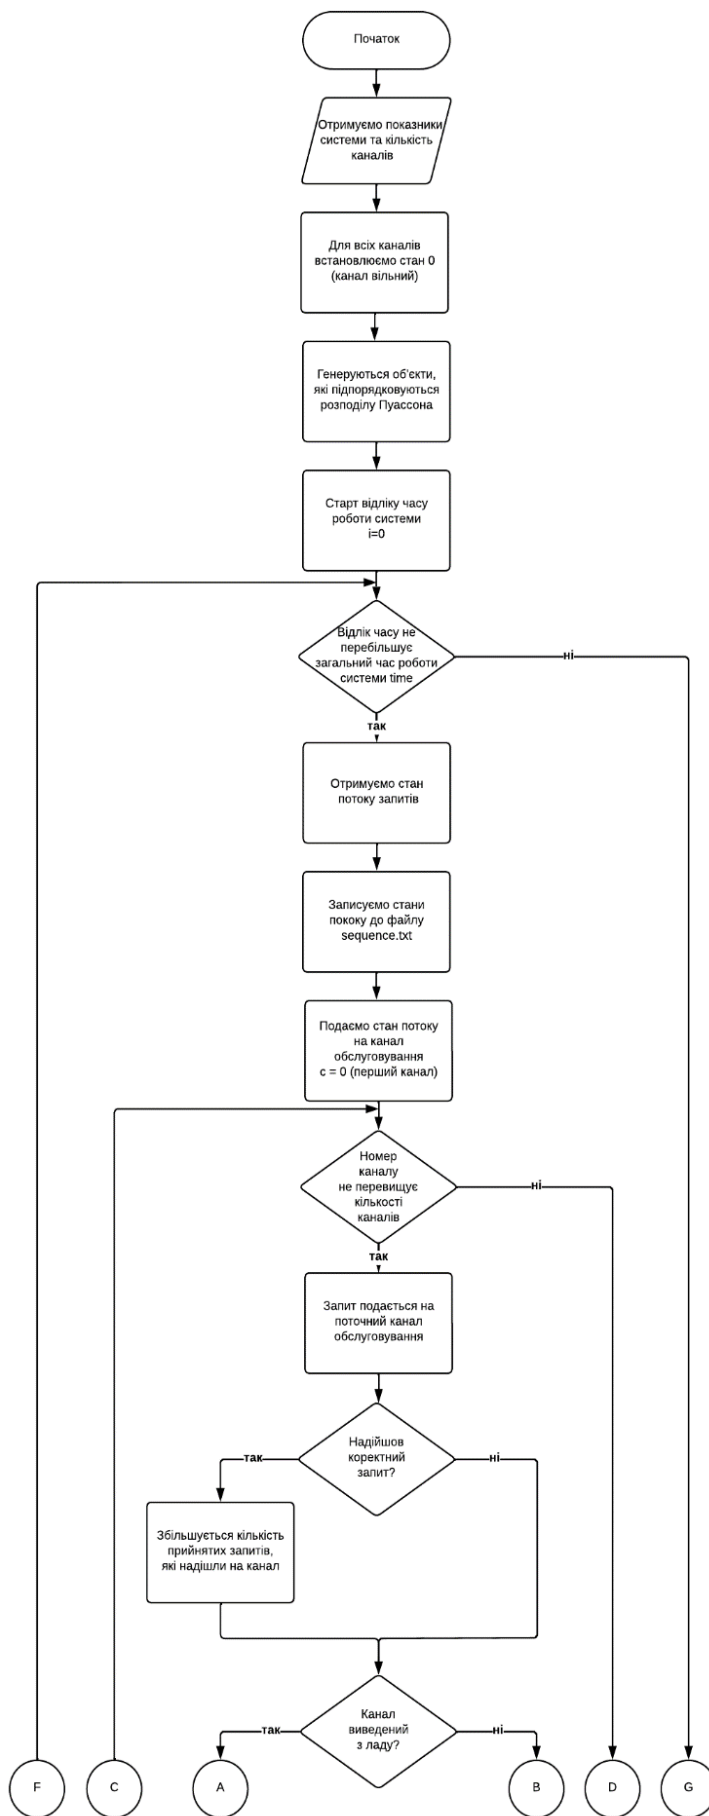 Початок
Отримуємо показники
системи та кількість
каналів
Для всіх каналів
встановлюємо стан 0
(канал вільний)
Генеруються об'єкти,
які підпорядковуються
розподілу Пуассона
Старт відліку часу
роботи системи
i=0
Відлік часу не
перебільшує
загальний час роботи
системи time
ні
так
Отримуємо стан
потоку запитів
Записуємо стани
пококу до файлу
sequence.txt
Подаємо стан потоку
на канал
обслуговування
c = 0 (перший канал)
Номер
каналу
не перевищує
кількості
каналів
ні
так
Запит подається на
поточний канал
обслуговування
Надійшов
коректний
запит?
так
ні
Збільшується кількість
прийнятих запитів,
які надішли на канал
Канал
виведений
з ладу?
так
ні
F
C
A
B
D
G